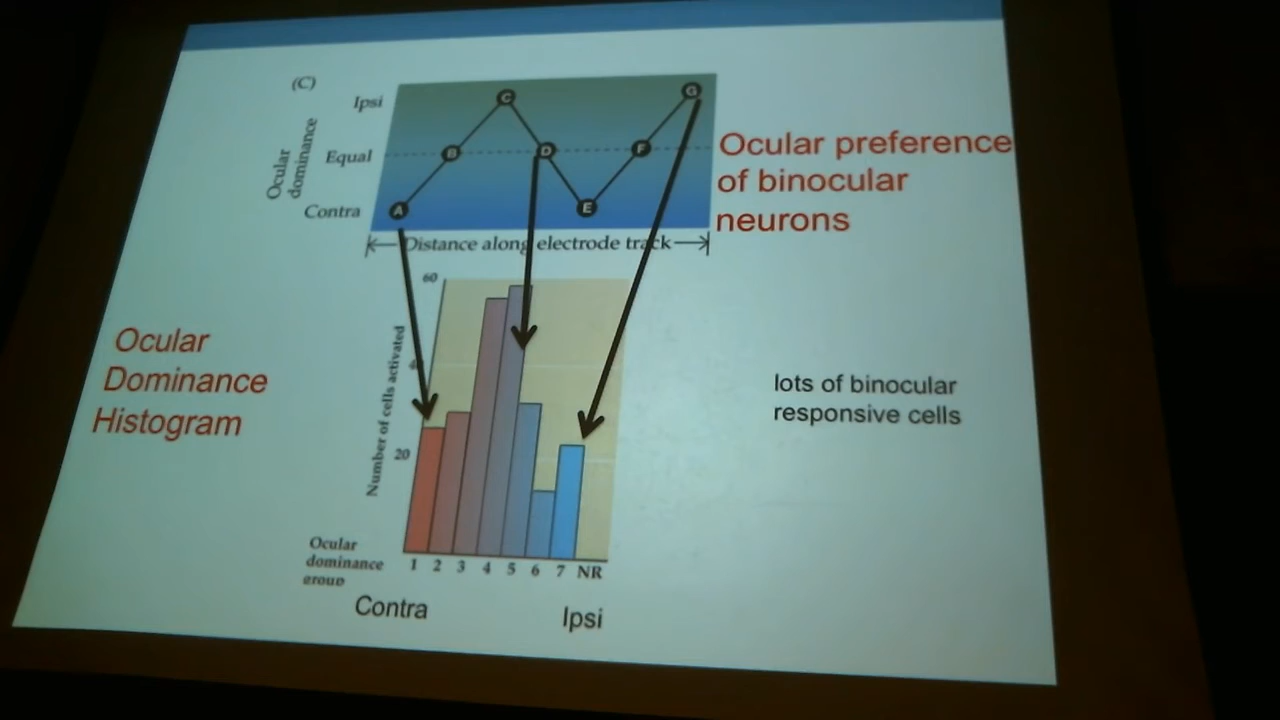 (C)
Ipsi
Equal
Contra
Ocular
dominance
A
B
C
D
E
F
G
Distance along electrode track
Ocular preference
of binocular
neurons
Ocular
Dominance
Histogram
60
20
Number of cells activated
lots of binocular
responsive cells
Ocular
dominance
group
1 2 3 4 5 6 7 NR
Contra
Ipsi